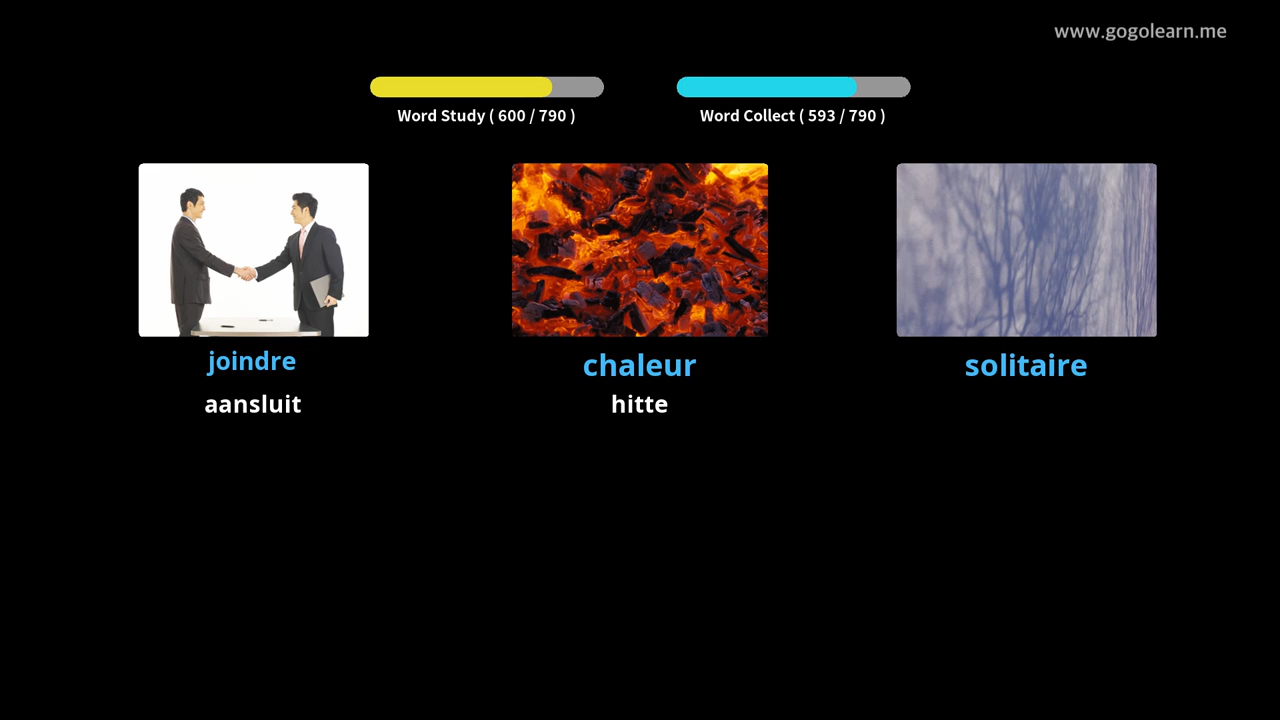 www.gogolearn.me
Word Study ( 600 / 790 )
Word Collect ( 593 / 790 )
joindre
chaleur
solitaire
aansluit
hitte